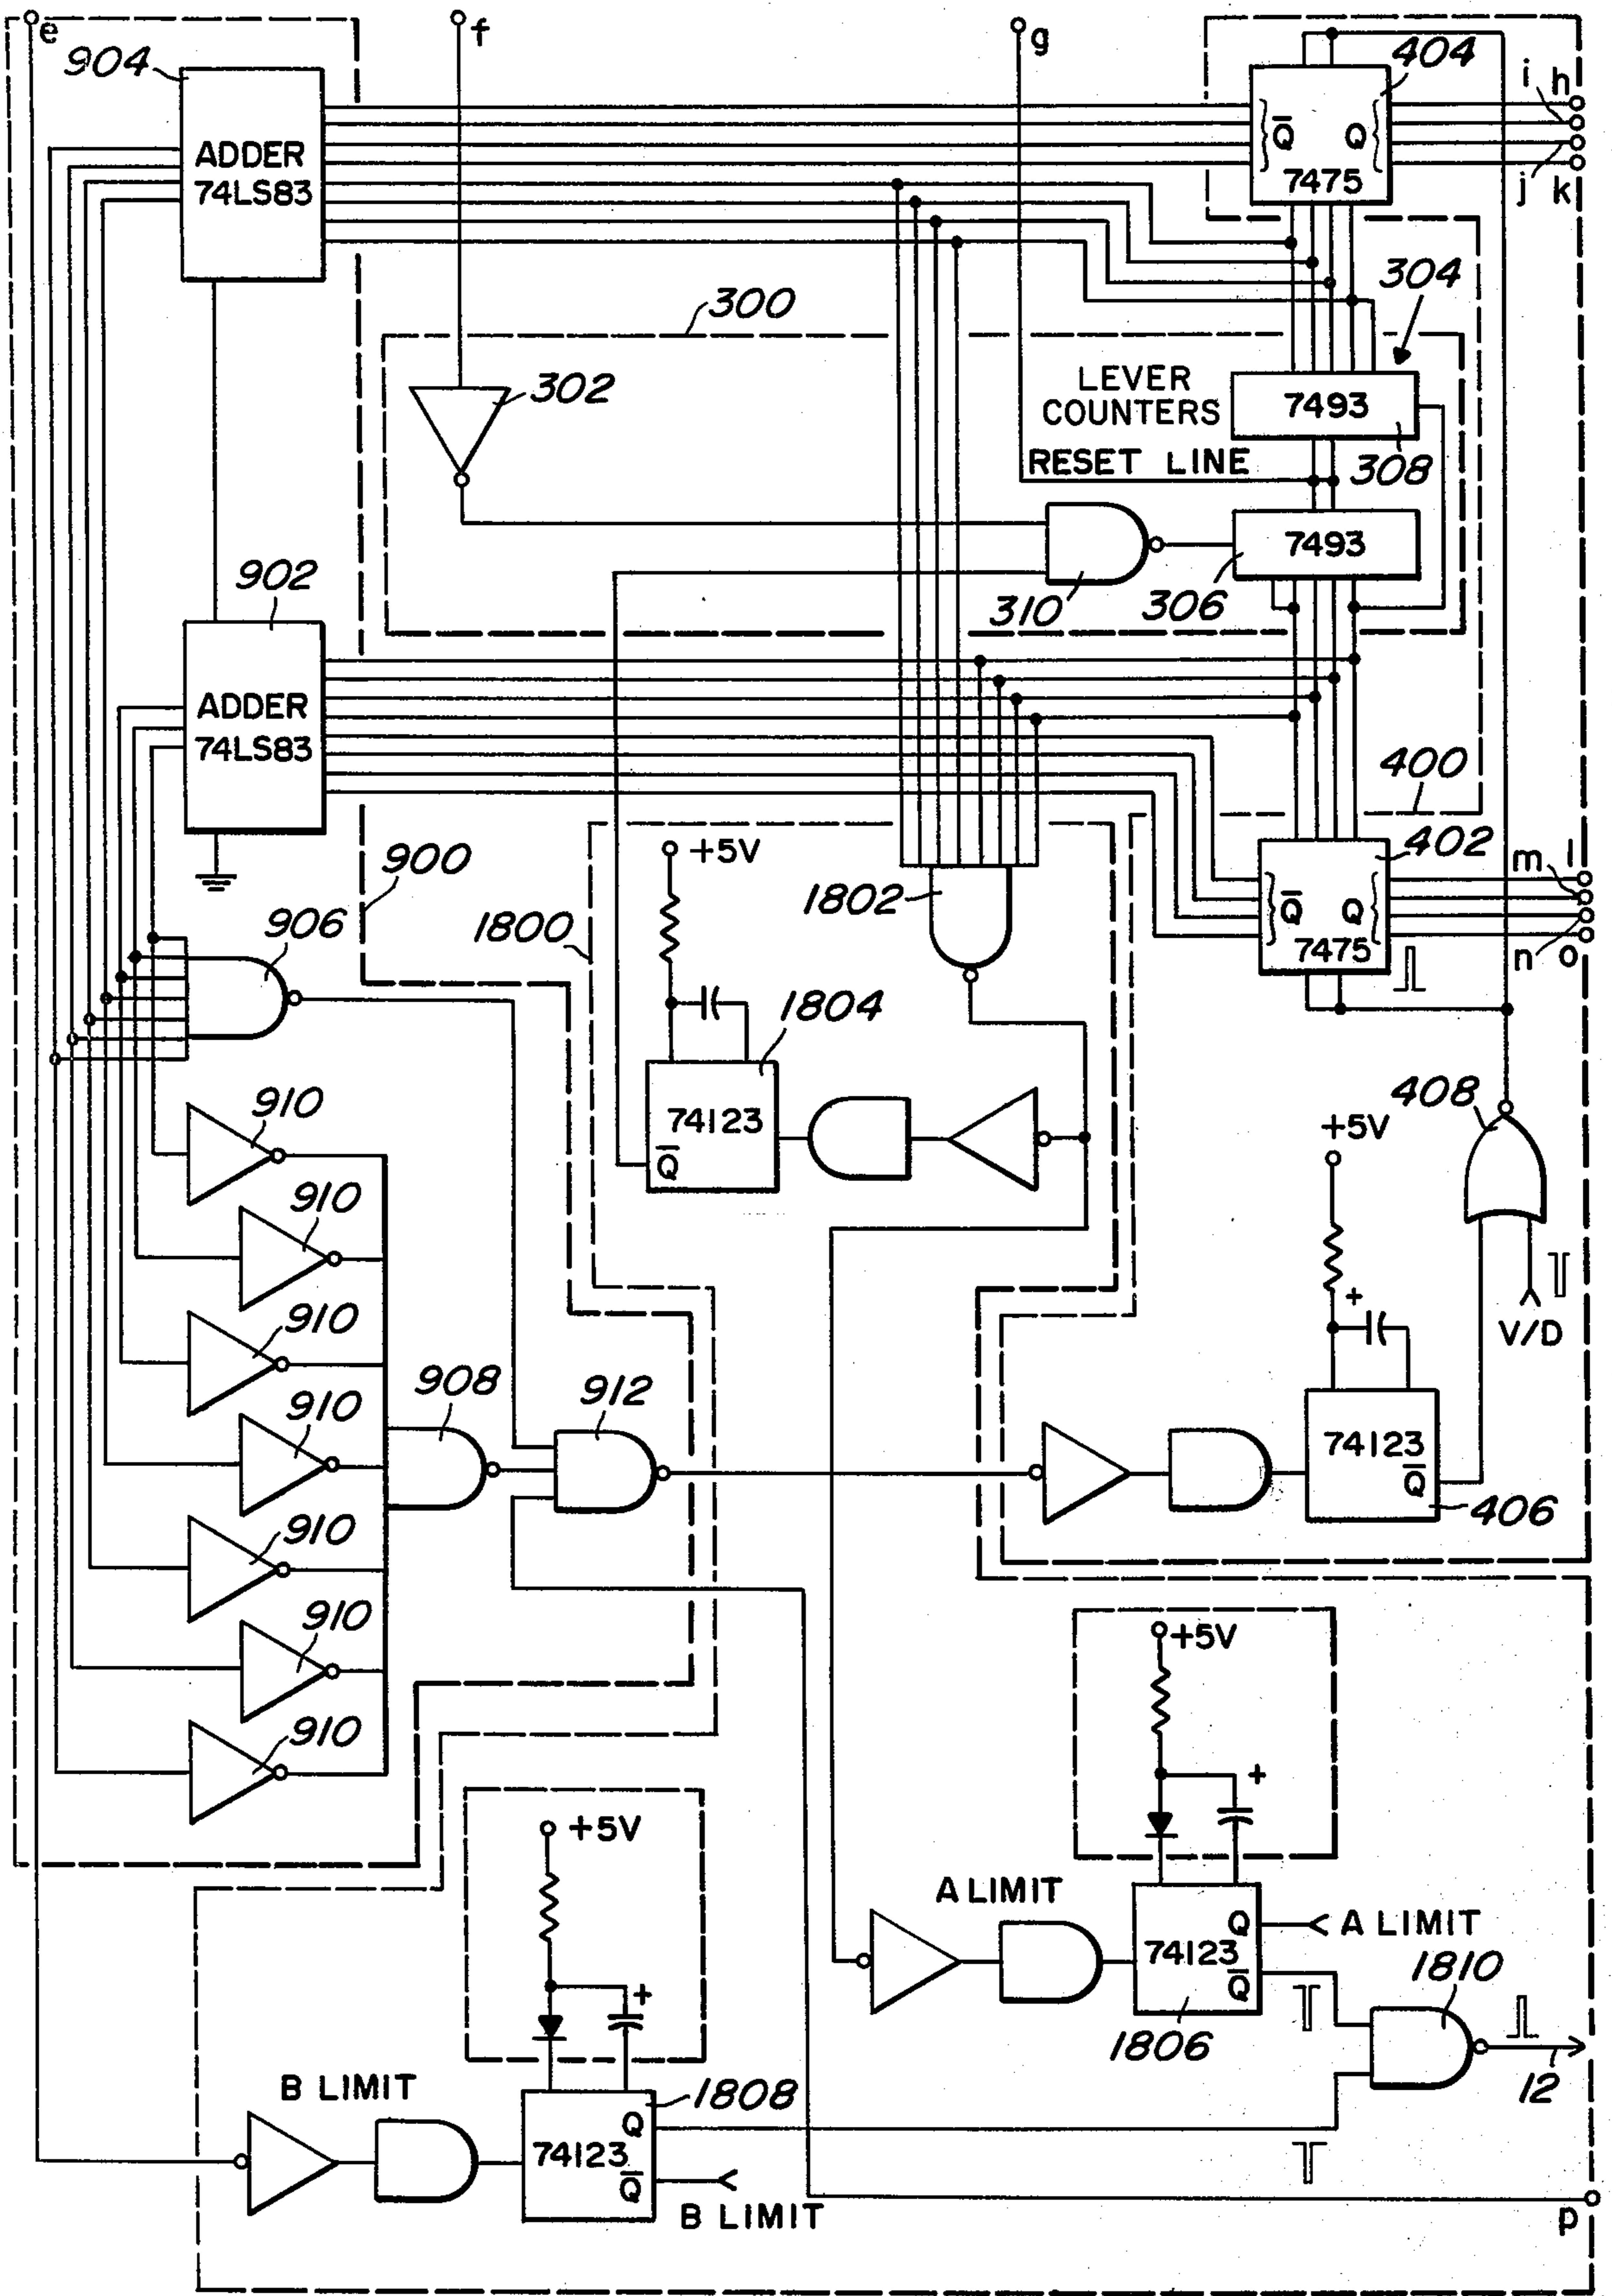 e
f
g
904
404
i h
Q̅ Q
7475
j k
ADDER
74LS83
304
300
302
LEVER
COUNTERS
7493
308
RESET LINE
7493
310
306
902
ADDER
74LS83
400
402
m l
Q̅ Q
7475
n o
900
+5V
1802
1800
906
1804
74123
Q̅
408
+5V
910
910
910
910
910
910
910
+
V/D
908
912
74123
Q̅
406
+5V
+
+5V
+
A LIMIT
Q
A LIMIT
74123
Q̅
1806
1810
12
B LIMIT
1808
Q
74123
Q̅
B LIMIT
p